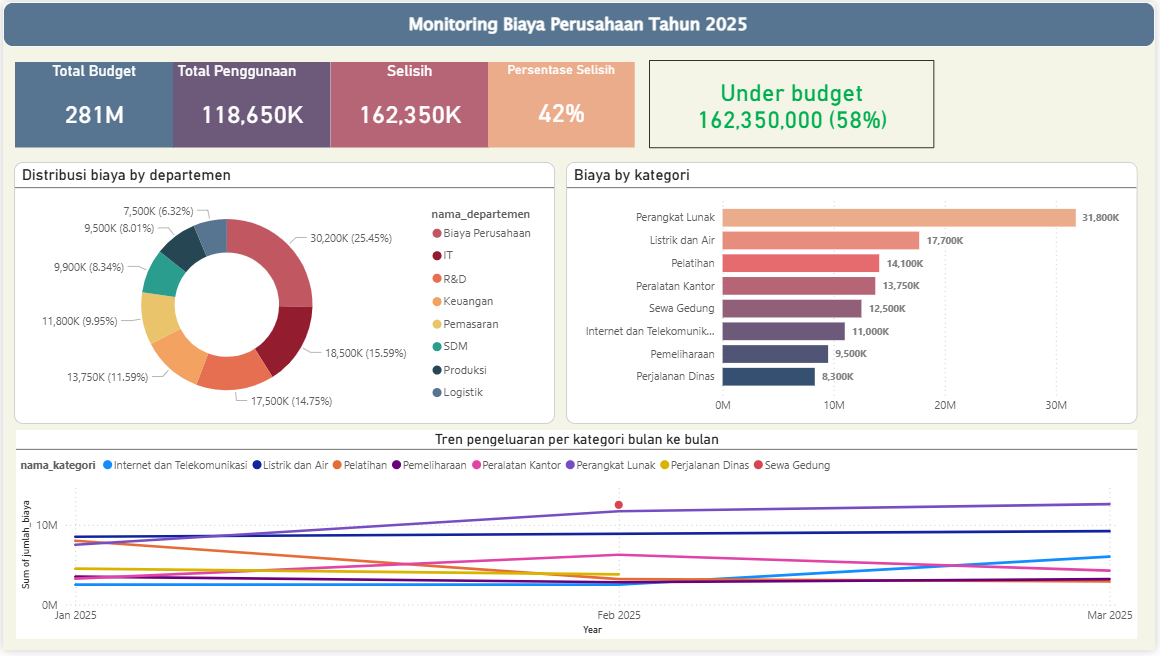 Monitoring Biaya Perusahaan Tahun 2025
Total Budget
281M
Total Penggunaan
118,650K
Selisih
162,350K
Persentase Selisih
42%
Under budget
162,350,000 (58%)
Distribusi biaya by departemen
7,500K (6.32%)
9,500K (8.01%)
9,900K (8.34%)
11,800K (9.95%)
13,750K (11.59%)
30,200K (25.45%)
18,500K (15.59%)
17,500K (14.75%)
nama_departemen
Biaya Perusahaan
IT
R&D
Keuangan
Pemasaran
SDM
Produksi
Logistik
Biaya by kategori
Perangkat Lunak 31,800K
Listrik dan Air 17,700K
Pelatihan 14,100K
Peralatan Kantor 13,750K
Sewa Gedung 12,500K
Internet dan Telekomunik... 11,000K
Pemeliharaan 9,500K
Perjalanan Dinas 8,300K
0M 10M 20M 30M
Tren pengeluaran per kategori bulan ke bulan
nama_kategori Internet dan Telekomunikasi Listrik dan Air Pelatihan Pemeliharaan Peralatan Kantor Perangkat Lunak Perjalanan Dinas Sewa Gedung
Sum of jumlah_biaya
10M
0M
Jan 2025 Feb 2025 Mar 2025
Year